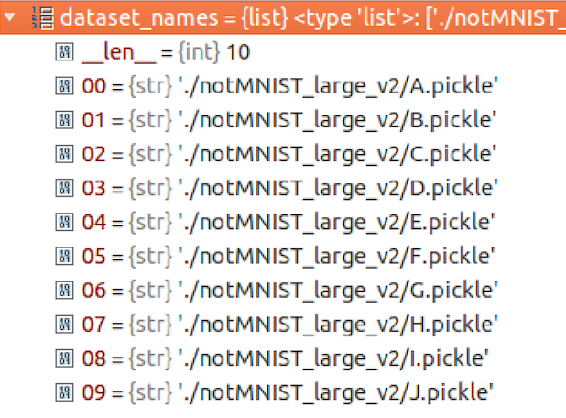 dataset_names = {list} <type 'list'>: ['./notMNIST_
__len__ = {int} 10
00 = {str} './notMNIST_large_v2/A.pickle'
01 = {str} './notMNIST_large_v2/B.pickle'
02 = {str} './notMNIST_large_v2/C.pickle'
03 = {str} './notMNIST_large_v2/D.pickle'
04 = {str} './notMNIST_large_v2/E.pickle'
05 = {str} './notMNIST_large_v2/F.pickle'
06 = {str} './notMNIST_large_v2/G.pickle'
07 = {str} './notMNIST_large_v2/H.pickle'
08 = {str} './notMNIST_large_v2/I.pickle'
09 = {str} './notMNIST_large_v2/J.pickle'